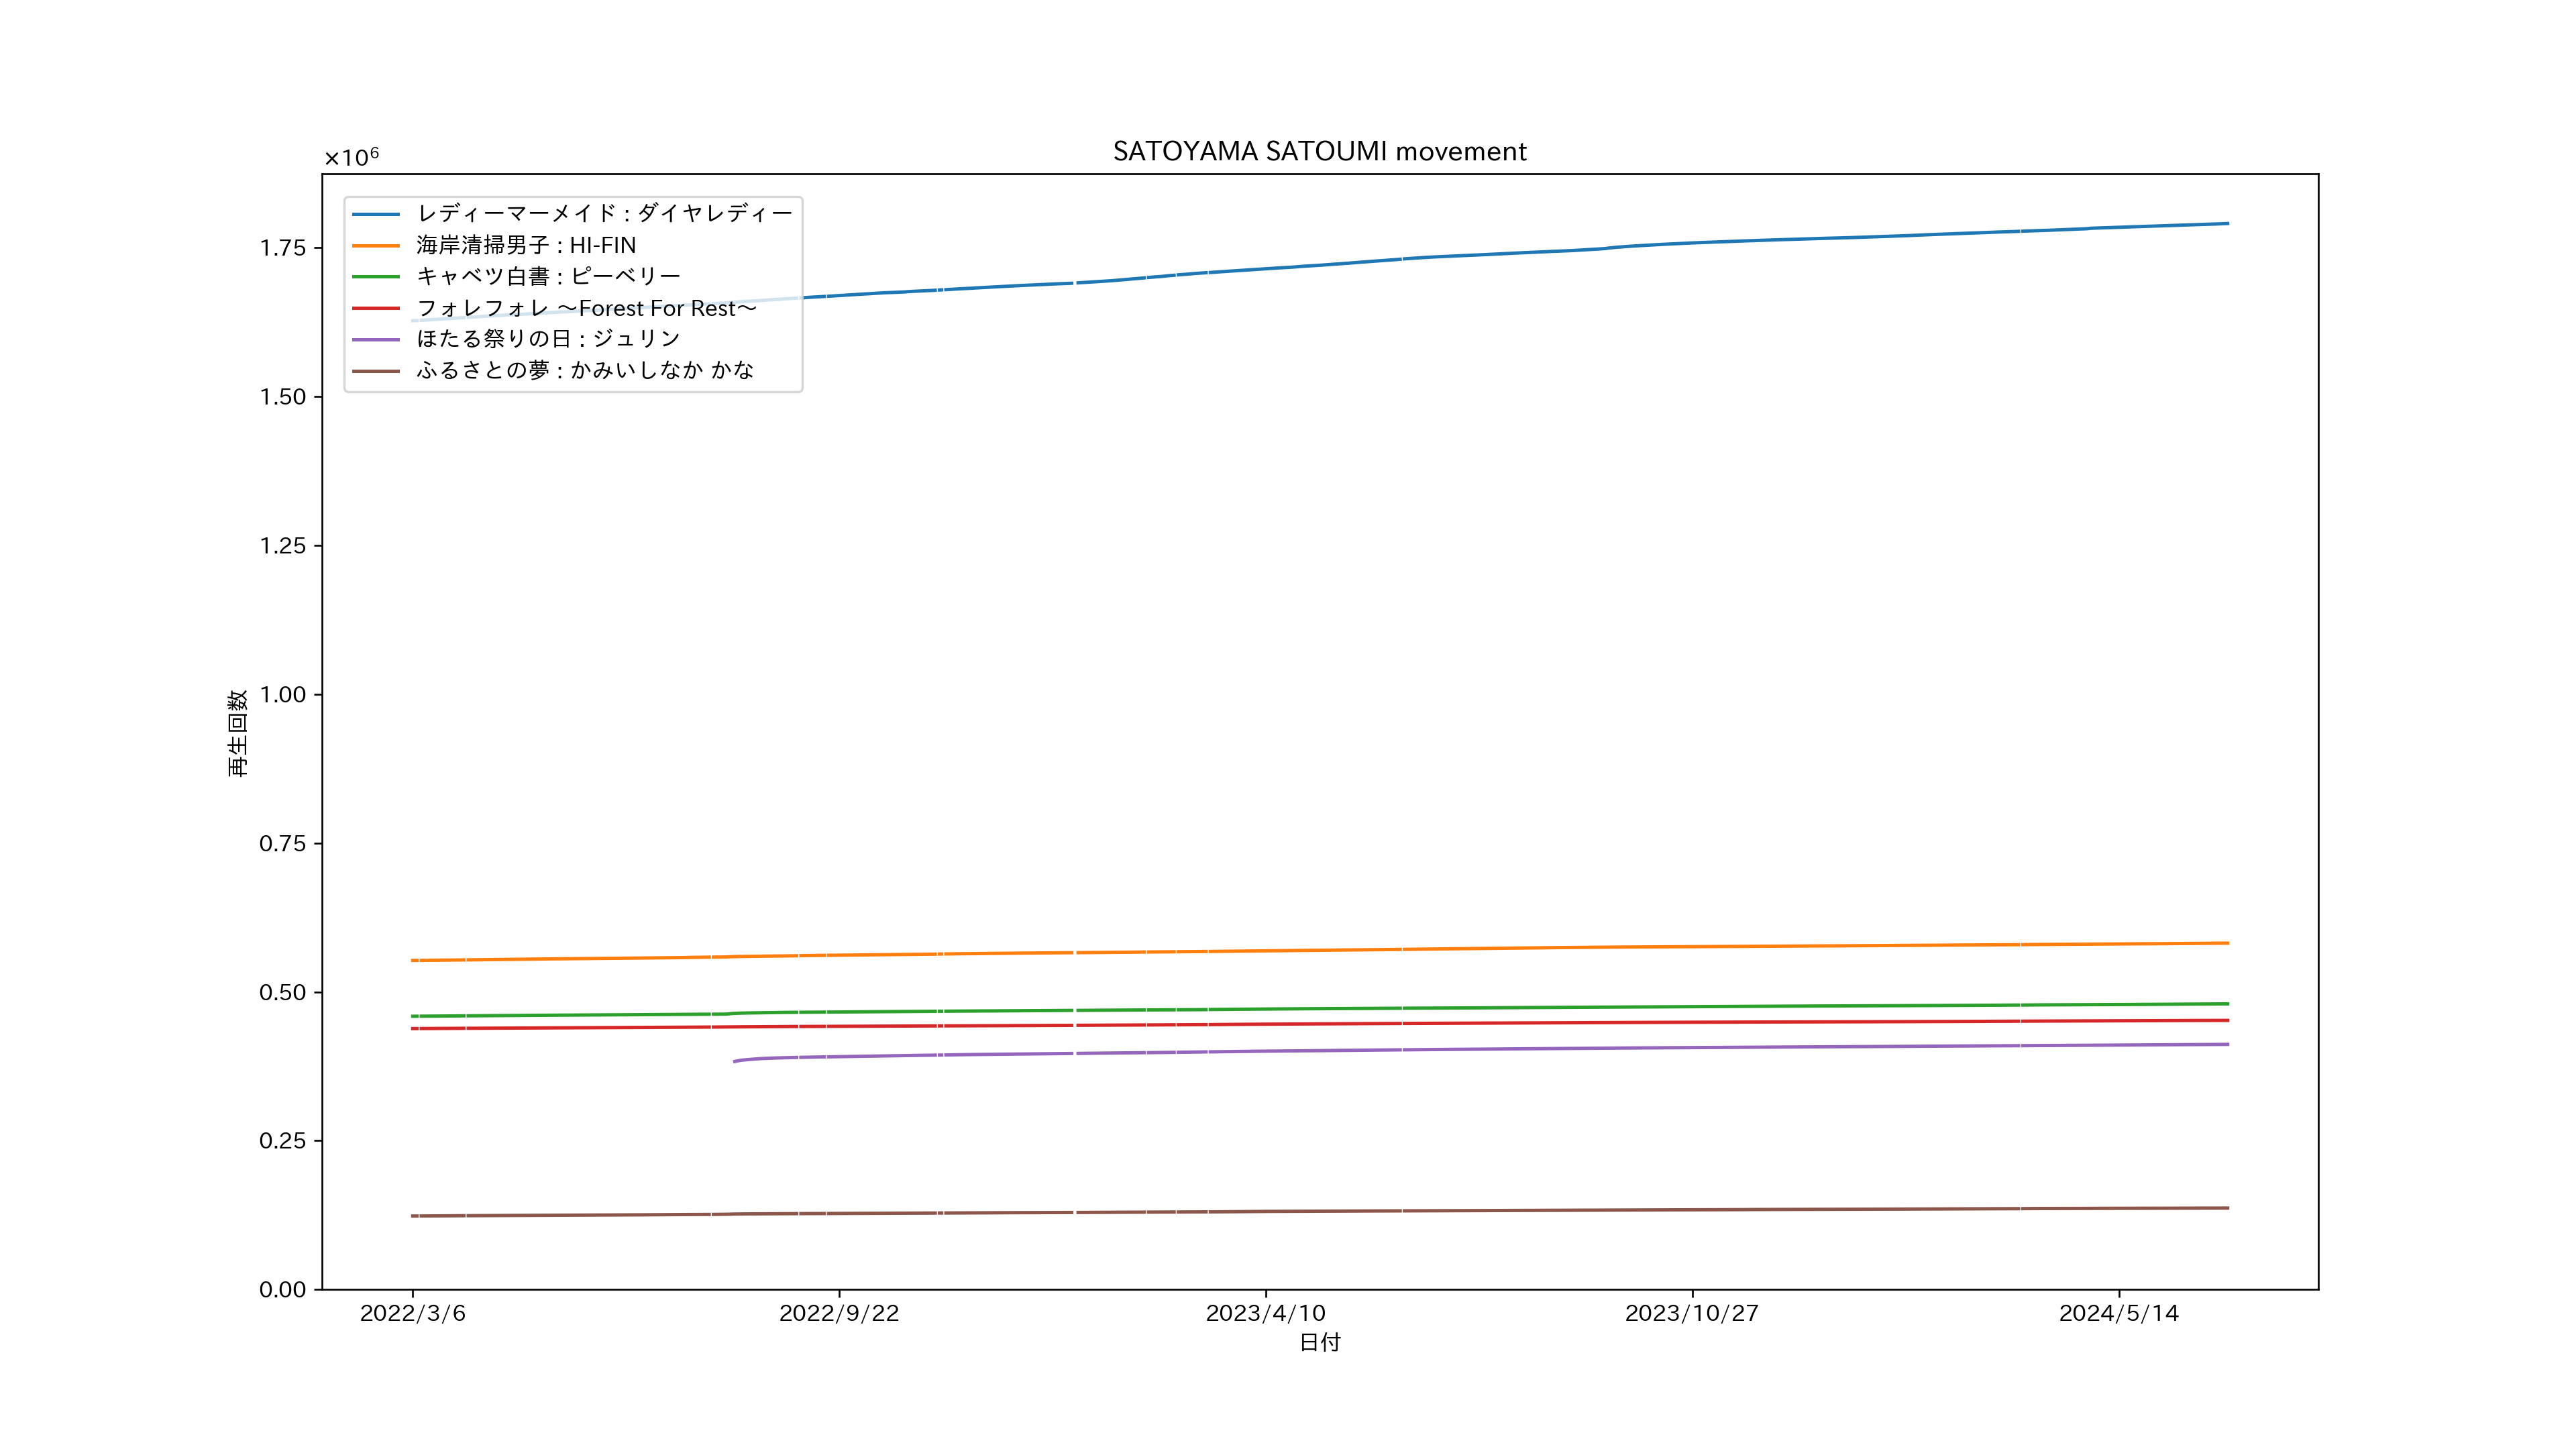 SATOYAMA SATOUMI movement
×10⁶
レディーマーメイド : ダイヤレディー
海岸清掃男子 : HI-FIN
キャベツ白書 : ピーベリー
フォレフォレ 〜Forest For Rest〜
ほたる祭りの日 : ジュリン
ふるさとの夢 : かみいしなか かな
1.75
1.50
1.25
1.00
0.75
0.50
0.25
0.00
再生回数
2022/3/6 2022/9/22 2023/4/10 2023/10/27 2024/5/14
日付